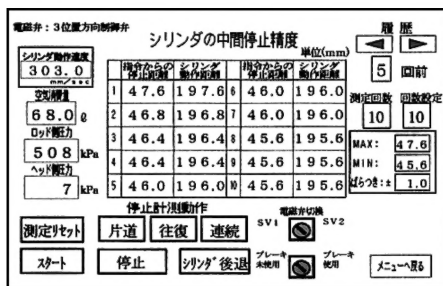 電磁弁：3位置方向制御弁
履歴
シリンダの中間停止精度
単位(mm)
シリンダ動作速度
303.0
mm/sec
5 回前
空気消費量
68.0 ℓ
ロッド側圧力
508 kPa
ヘッド側圧力
7 kPa
指令からの停止距離 シリンダ動作距離 指令からの停止距離 シリンダ動作距離
1 47.6 197.6 6 46.0 196.0
2 46.8 196.8 7 46.0 196.0
3 46.4 196.4 8 45.6 195.6
4 46.4 196.4 9 45.6 195.6
5 46.0 196.0 10 45.6 195.6
測定回数 回数設定
10 10
MAX: 47.6
MIN: 45.6
ばらつき:± 1.0
停止計測動作
測定リセット 片道 往復 連続
スタート 停止 シリンダ後退
電磁弁切換
SV1 SV2
ブレーキ未使用 ブレーキ使用
メニューへ戻る